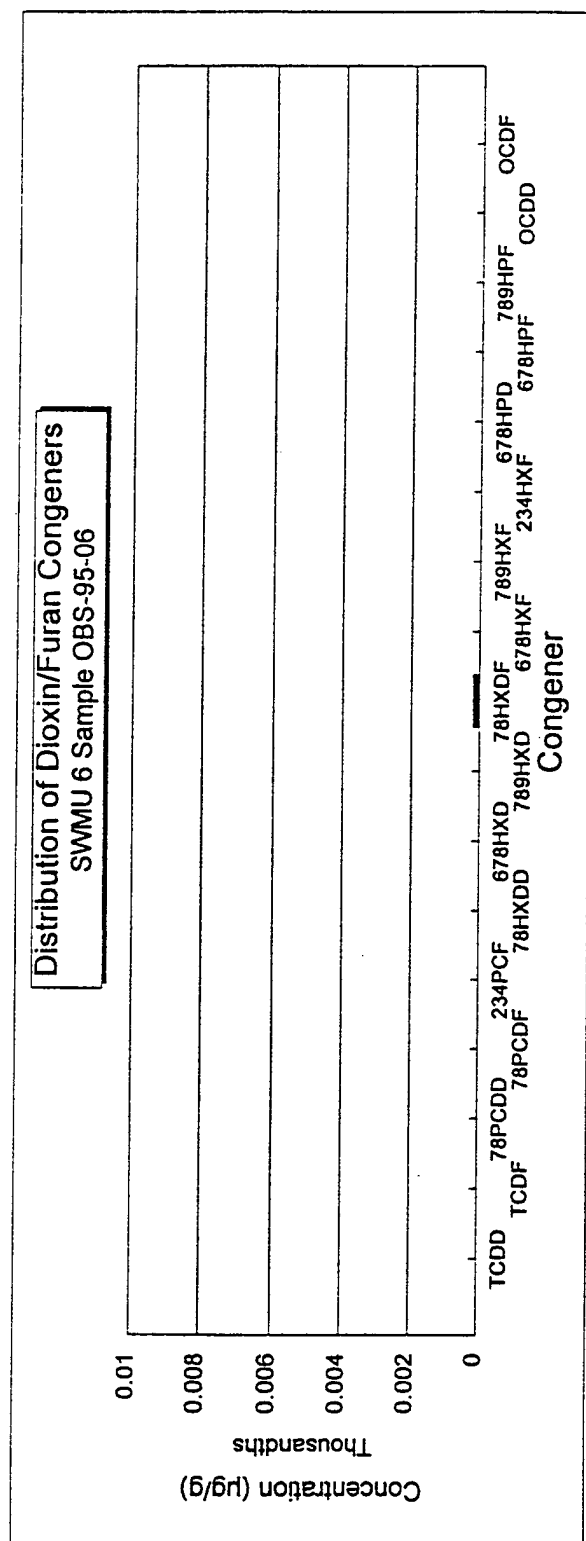 Distribution of Dioxin/Furan Congeners
SWMU 6 Sample OBS-95-06
Concentration (µg/g)
Thousandths
0.01
0.008
0.006
0.004
0.002
0
TCDD
TCDF
78PCDD
78PCDF
234PCF
78HXDD
678HXD
789HXD
78HXDF
678HXF
789HXF
234HXF
678HPD
678HPF
789HPF
OCDD
OCDF
Congener